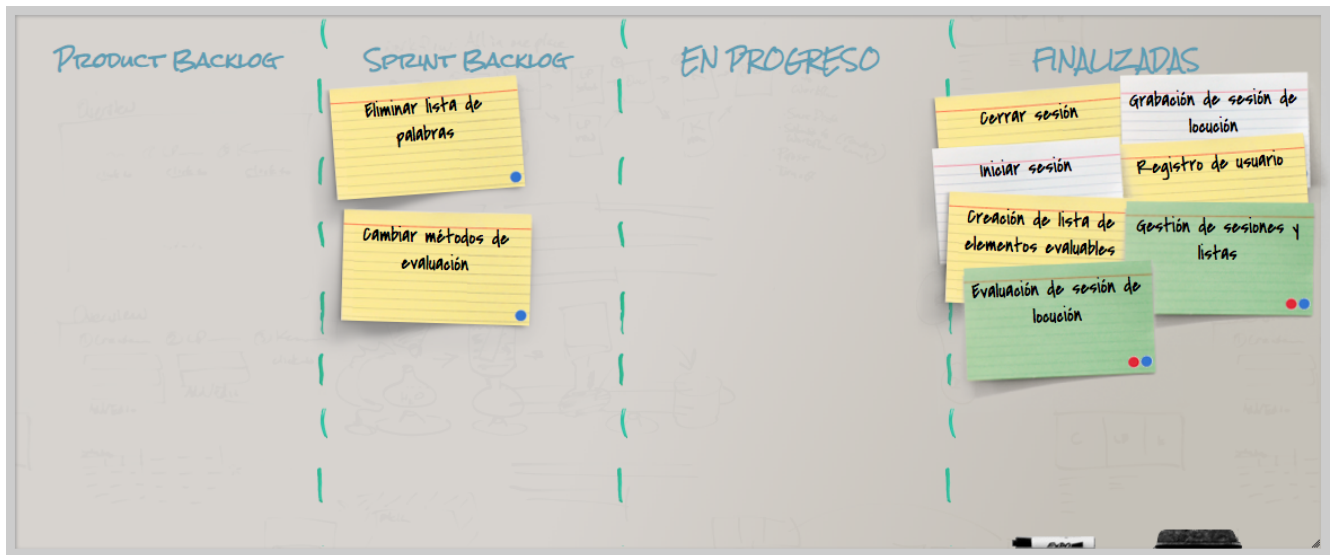 PRODUCT BACKLOG
SPRINT BACKLOG
EN PROGRESO
FINALIZADAS
Eliminar lista de
palabras
Cambiar métodos de
evaluación
Cerrar sesión
Grabación de sesión de
locución
Iniciar sesión
Registro de usuario
Creación de lista de
elementos evaluables
Gestión de sesiones y
listas
Evaluación de sesión de
locución
EXPO